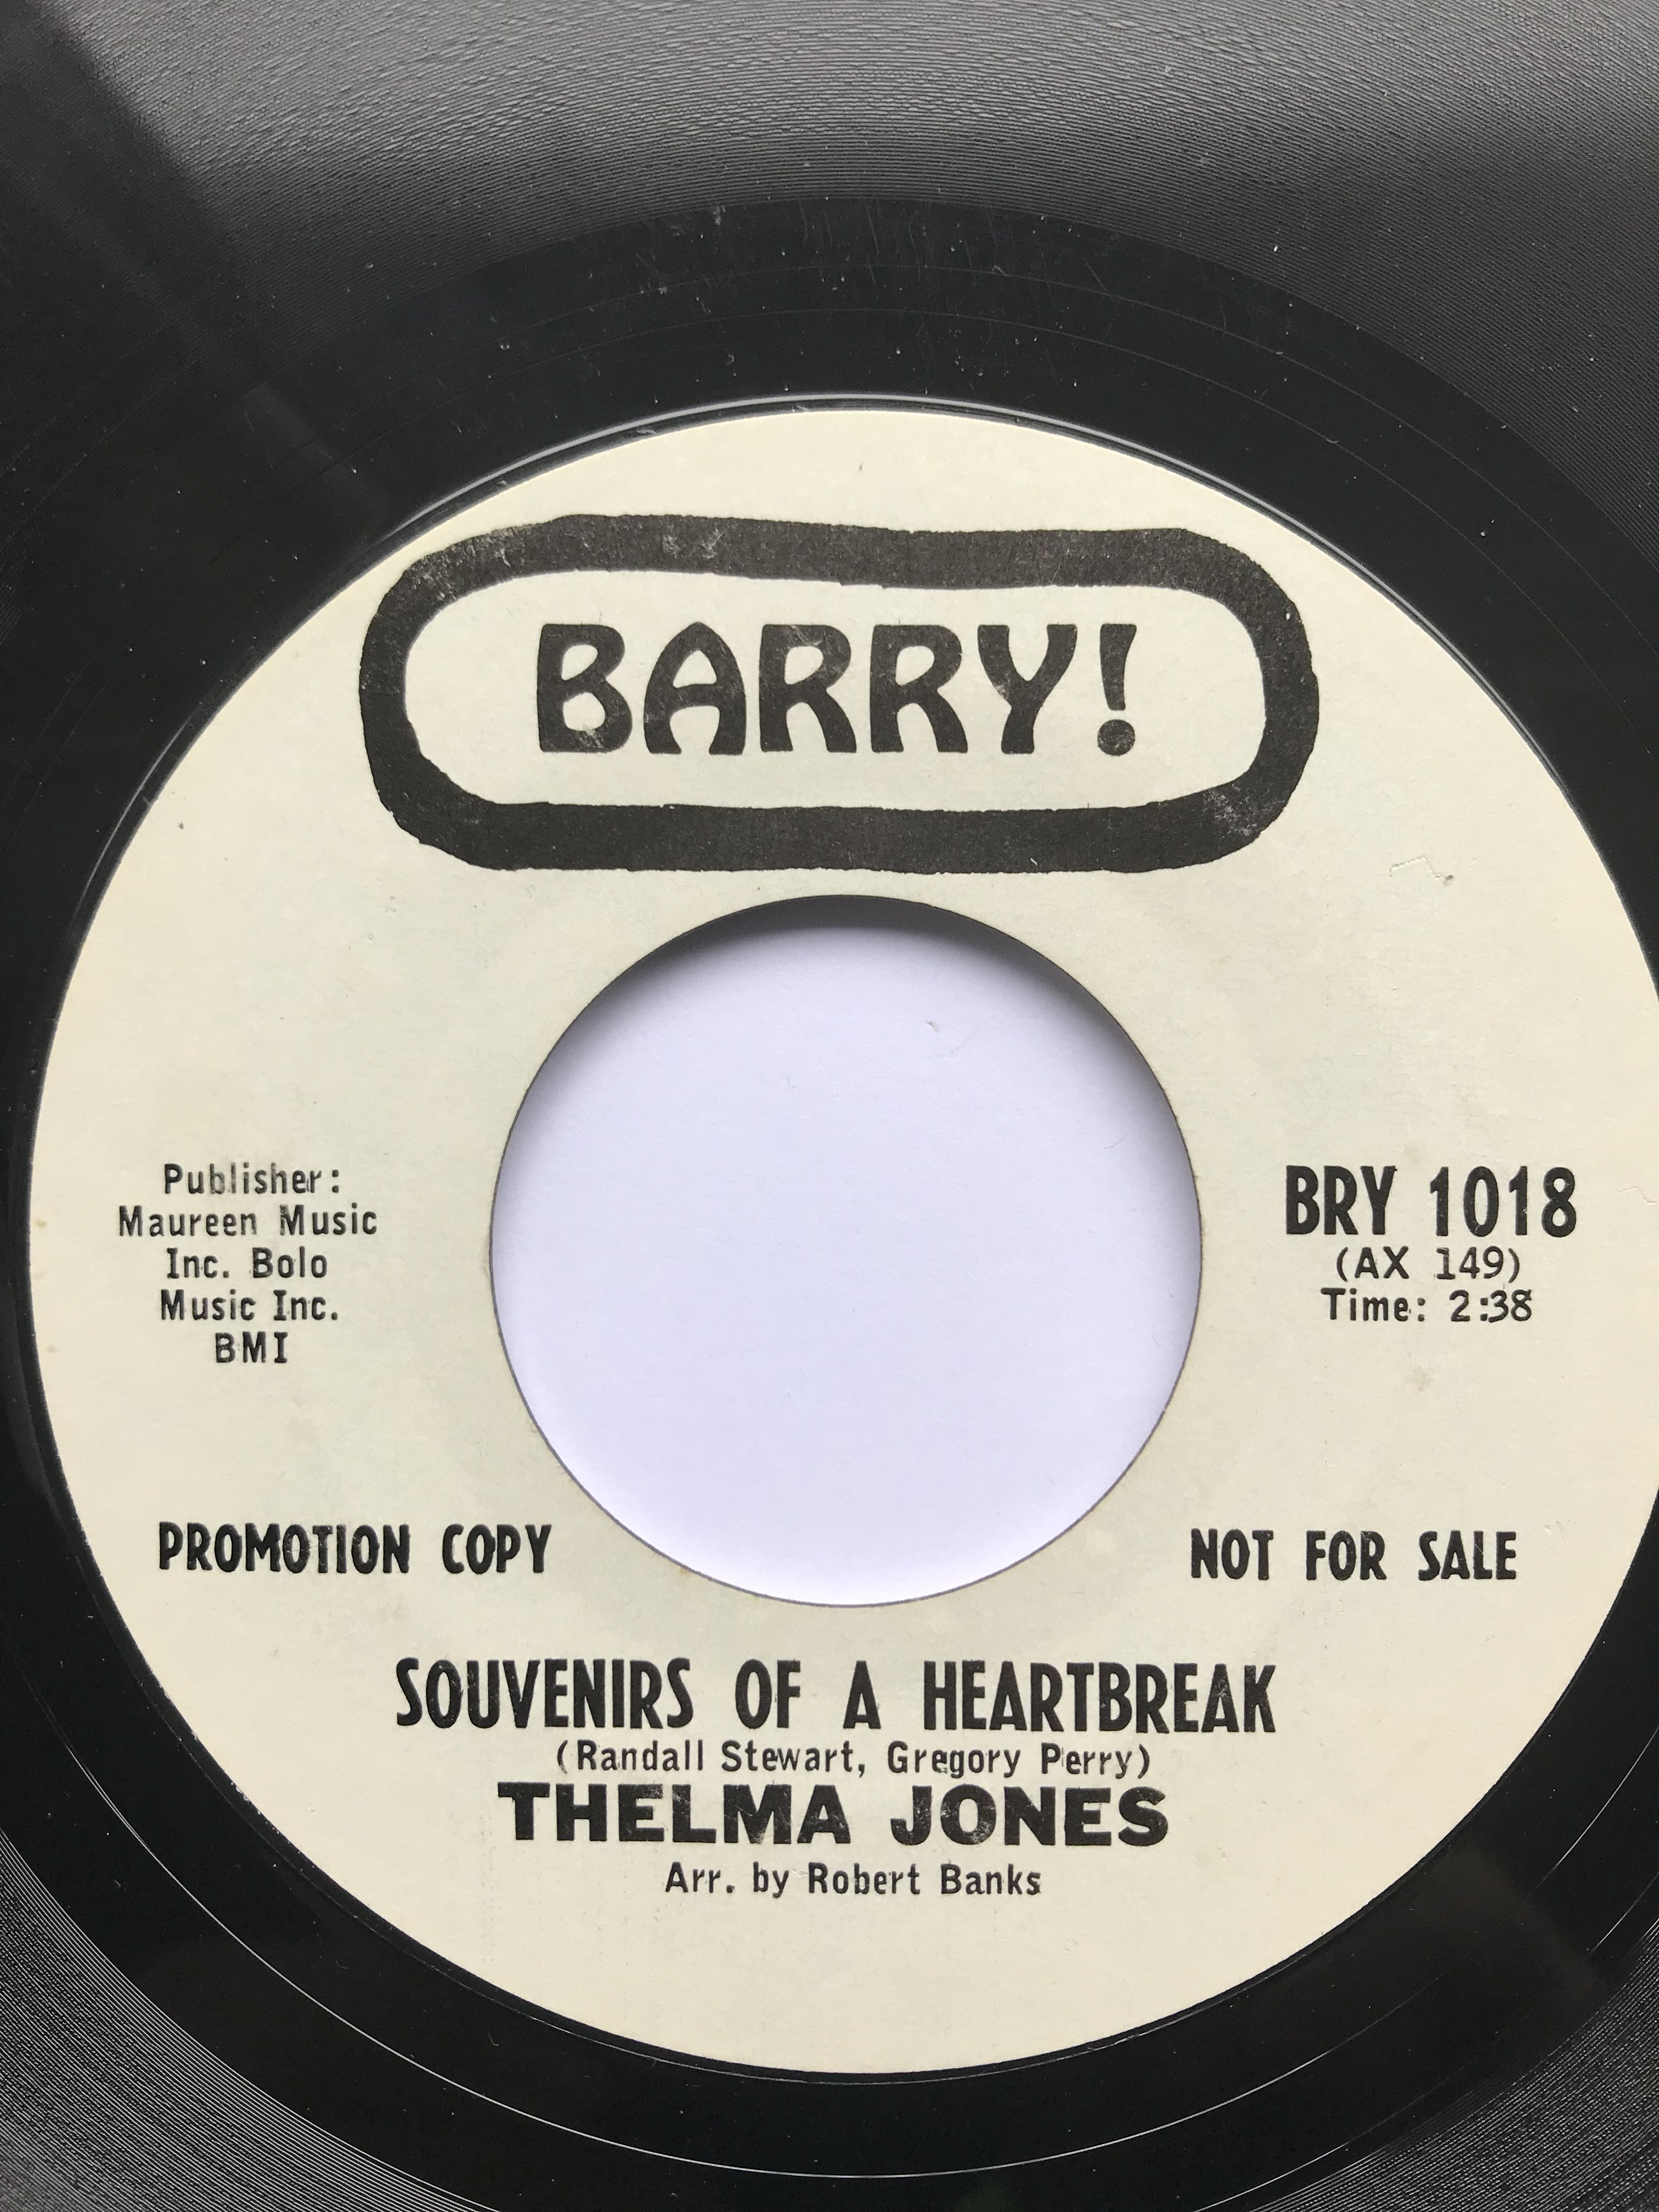 BARRY!
Publisher:
Maureen Music
Inc. Bolo
Music Inc.
BMI
BRY 1018
(AX 149)
Time: 2:38
PROMOTION COPY
NOT FOR SALE
SOUVENIRS OF A HEARTBREAK
(Randall Stewart, Gregory Perry)
THELMA JONES
Arr. by Robert Banks